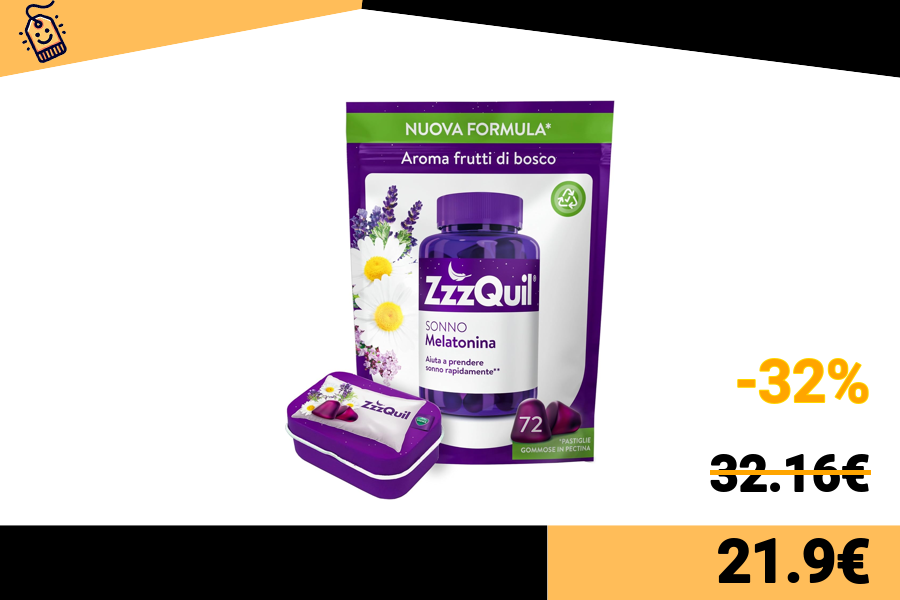 NUOVA FORMULA*
Aroma frutti di bosco
ZzzQuil®
SONNO
Melatonina
Aiuta a prendere
sonno rapidamente**
ZzzQuil
72
*PASTIGLIE
GOMMOSE IN PECTINA
-32%
32.16€
21.9€